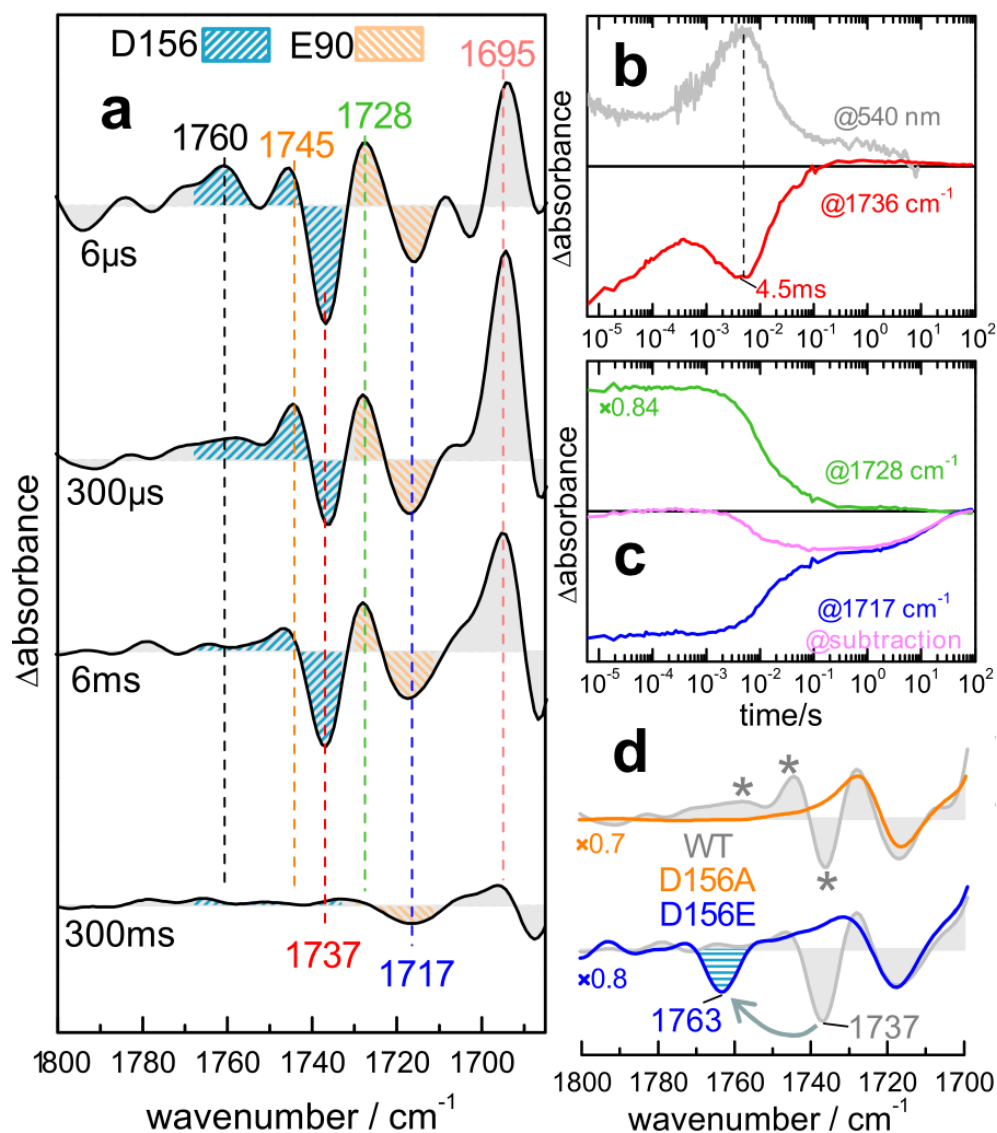 D156 E90 1695
a
1760 1745 1728
6μs
300μs
6ms
300ms
1737 1717
Δabsorbance
1800 1780 1760 1740 1720 1700
wavenumber / cm⁻¹
b
@540 nm
@1736 cm⁻¹
4.5ms
Δabsorbance
10⁻⁵ 10⁻⁴ 10⁻³ 10⁻² 10⁻¹ 10⁰ 10¹ 10²
×0.84
@1728 cm⁻¹
c
@1717 cm⁻¹
@subtraction
Δabsorbance
10⁻⁵ 10⁻⁴ 10⁻³ 10⁻² 10⁻¹ 10⁰ 10¹ 10²
time/s
d
* *
×0.7
WT *
D156A
D156E
×0.8
1763 1737
1800 1780 1760 1740 1720 1700
wavenumber / cm⁻¹